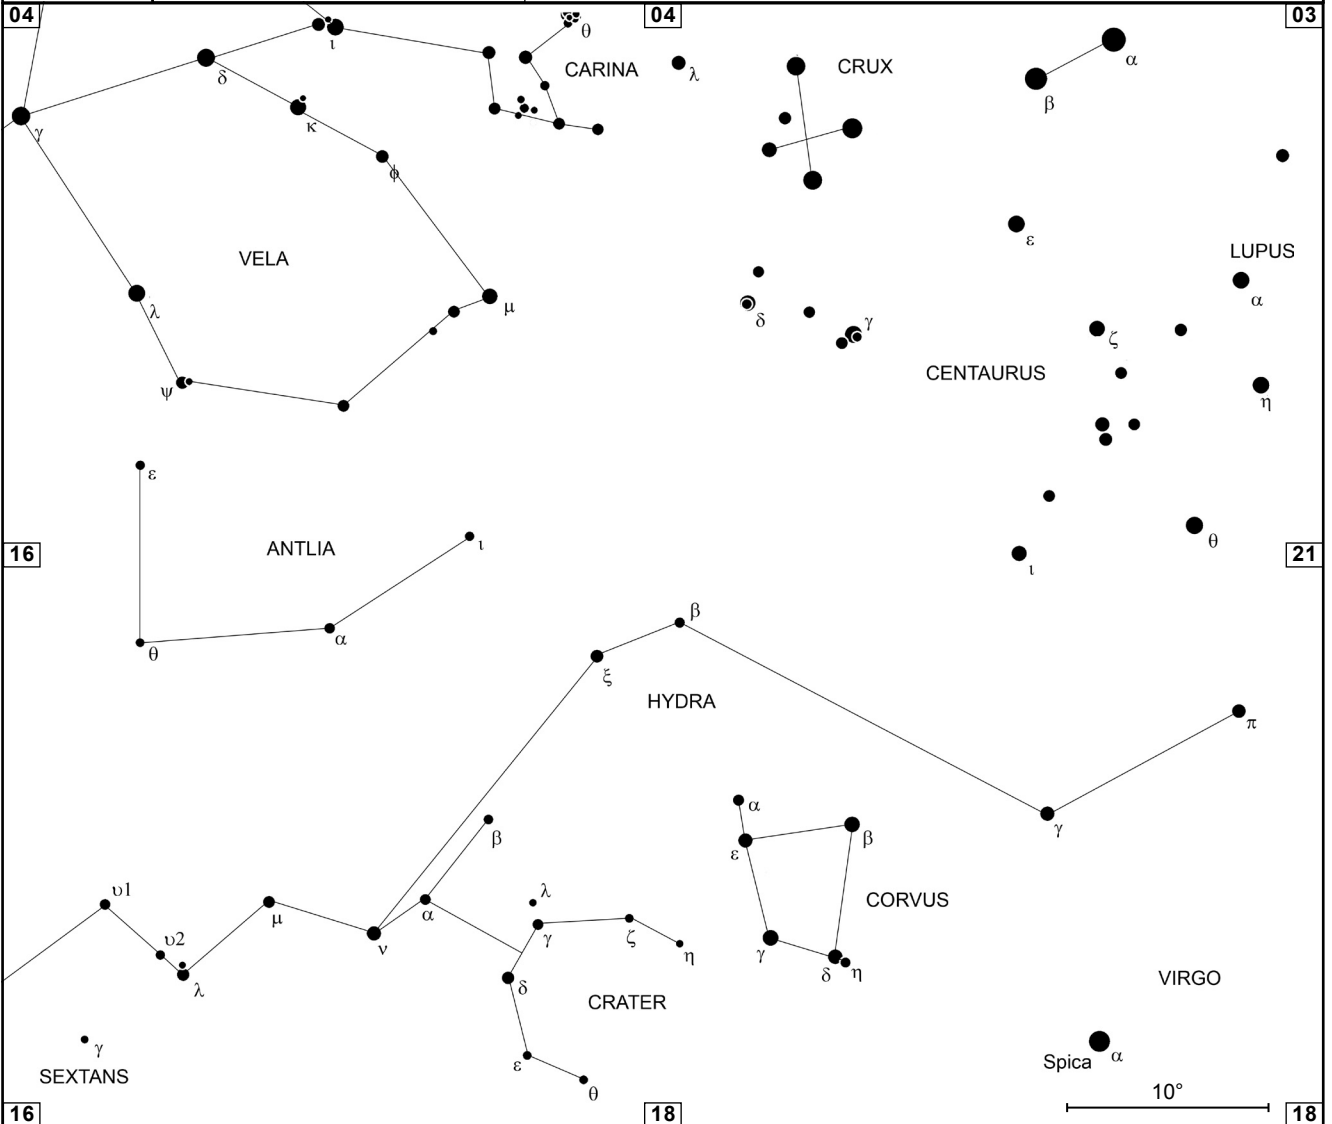 04 04 03
θ
ι
CARINA
λ
CRUX
α
δ
β
κ
γ
φ
ε
LUPUS
VELA
α
λ
μ
δ
γ
ζ
CENTAURUS
ψ
η
ε
ANTLIA
ι
θ
16 21
ι
β
α
θ
ξ
HYDRA
π
α
γ
β
ε
β
υ1
λ
CORVUS
μ
α
υ2
ν
γ
ζ
η
γ
δ
η
λ
δ
CRATER
VIRGO
γ
ε
Spica α
SEXTANS
θ
10°
16 18 18